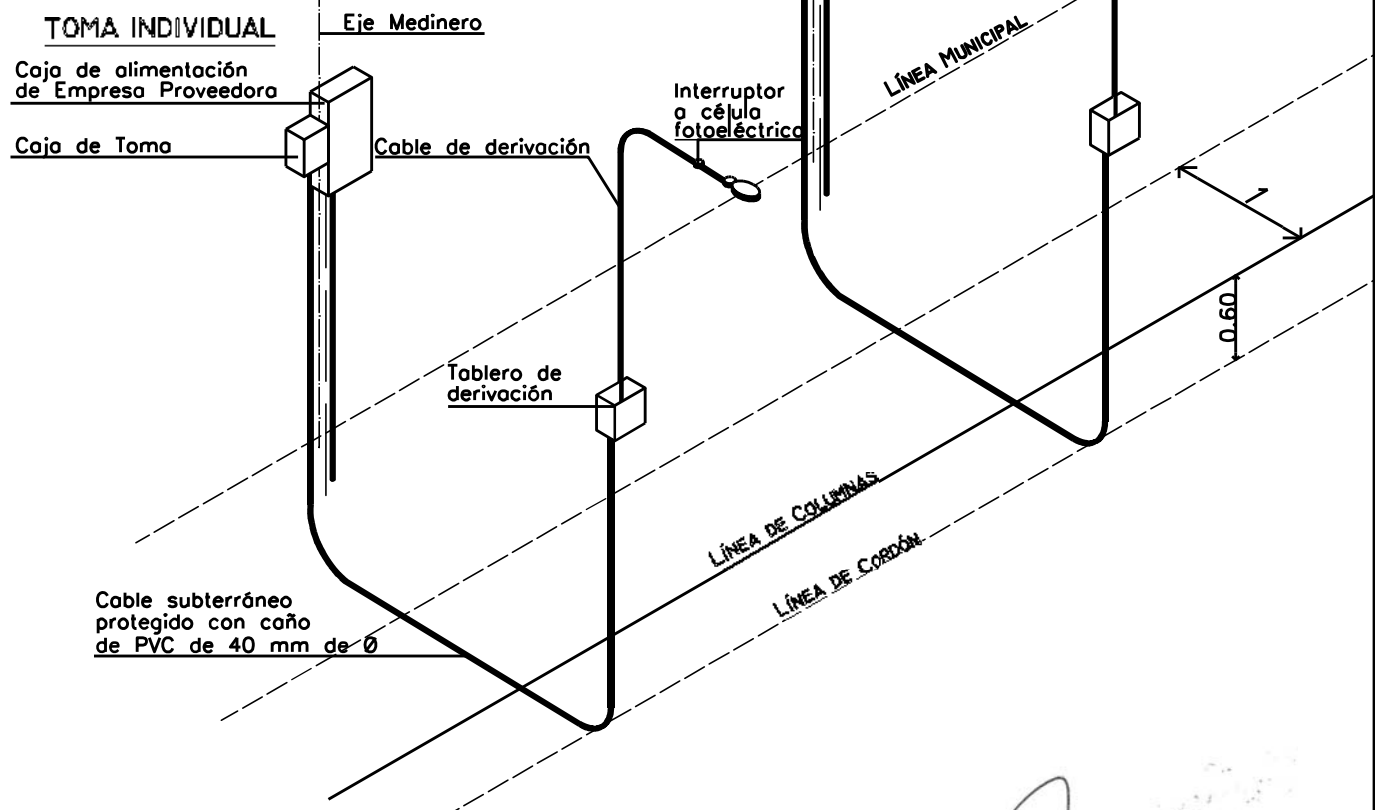 TOMA INDIVIDUAL
Eje Medinero
Caja de alimentación
de Empresa Proveedora
Caja de Toma
Cable de derivación
Interruptor
a célula
fotoeléctrica
LÍNEA MUNICIPAL
1
0.60
Tablero de
derivación
LÍNEA DE COLUMNAS
LÍNEA DE CORDÓN
Cable subterráneo
protegido con caño
de PVC de 40 mm de Ø